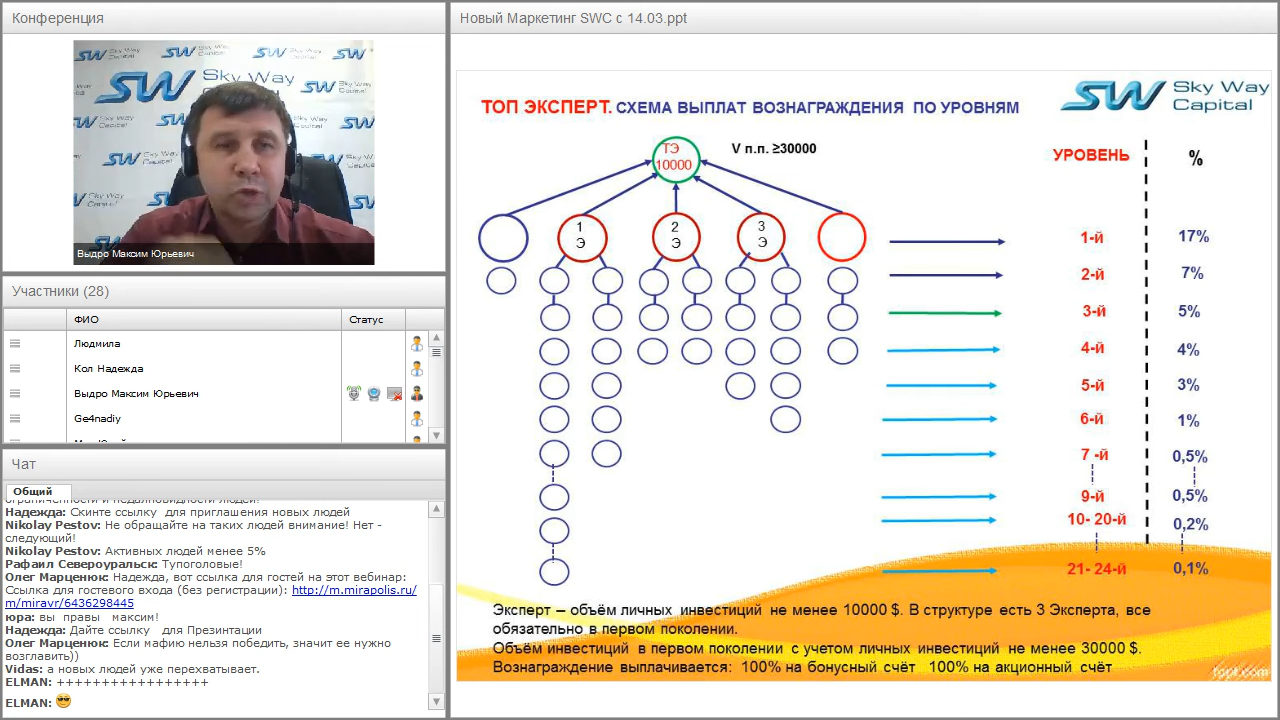 Конференция
SW Sky Way Capital
Выдро Максим Юрьевич
Участники (28)
ФИО
Статус
Людмила
Кол Надежда
Выдро Максим Юрьевич
Ge4nadiy
Чат
Общий
ограниченности и недалновидности людей!
Надежда: Скинте ссылку для приглашения новых людей
Nikolay Pestov: Не обращайте на таких людей внимание! Нет -
следующий!
Nikolay Pestov: Активных людей менее 5%
Рафаил Североуральск: Тупоголовые!
Олег Марценюк: Надежда, вот ссылка для гостей на этот вебинар:
Ссылка для гостевого входа (без регистрации): http://m.mirapolis.ru/
m/miravr/6436298445
юра: вы правы максим!
Надежда: Дайте ссылку для Презентации
Олег Марценюк: Если мафию нельзя победить, значит ее нужно
возглавить))
Vidas: а новых людей уже перехватывает.
ELMAN: +++++++++++++++++
ELMAN:
Новый Маркетинг SWC с 14.03.ppt
SW Sky Way
Capital
ТОП ЭКСПЕРТ. СХЕМА ВЫПЛАТ ВОЗНАГРАЖДЕНИЯ ПО УРОВНЯМ
ТЭ
10000
V п.п. ≥30000
УРОВЕНЬ %
1 Э
2 Э
3 Э
1-й 17%
2-й 7%
3-й 5%
4-й 4%
5-й 3%
6-й 1%
7 -й 0,5%
9-й 0,5%
10- 20-й 0,2%
21- 24-й 0,1%
Эксперт – объём личных инвестиций не менее 10000 $. В структуре есть 3 Эксперта, все
обязательно в первом поколении.
Объём инвестиций в первом поколении с учетом личных инвестиций не менее 30000 $.
Вознаграждение выплачивается: 100% на бонусный счёт 100% на акционный счёт